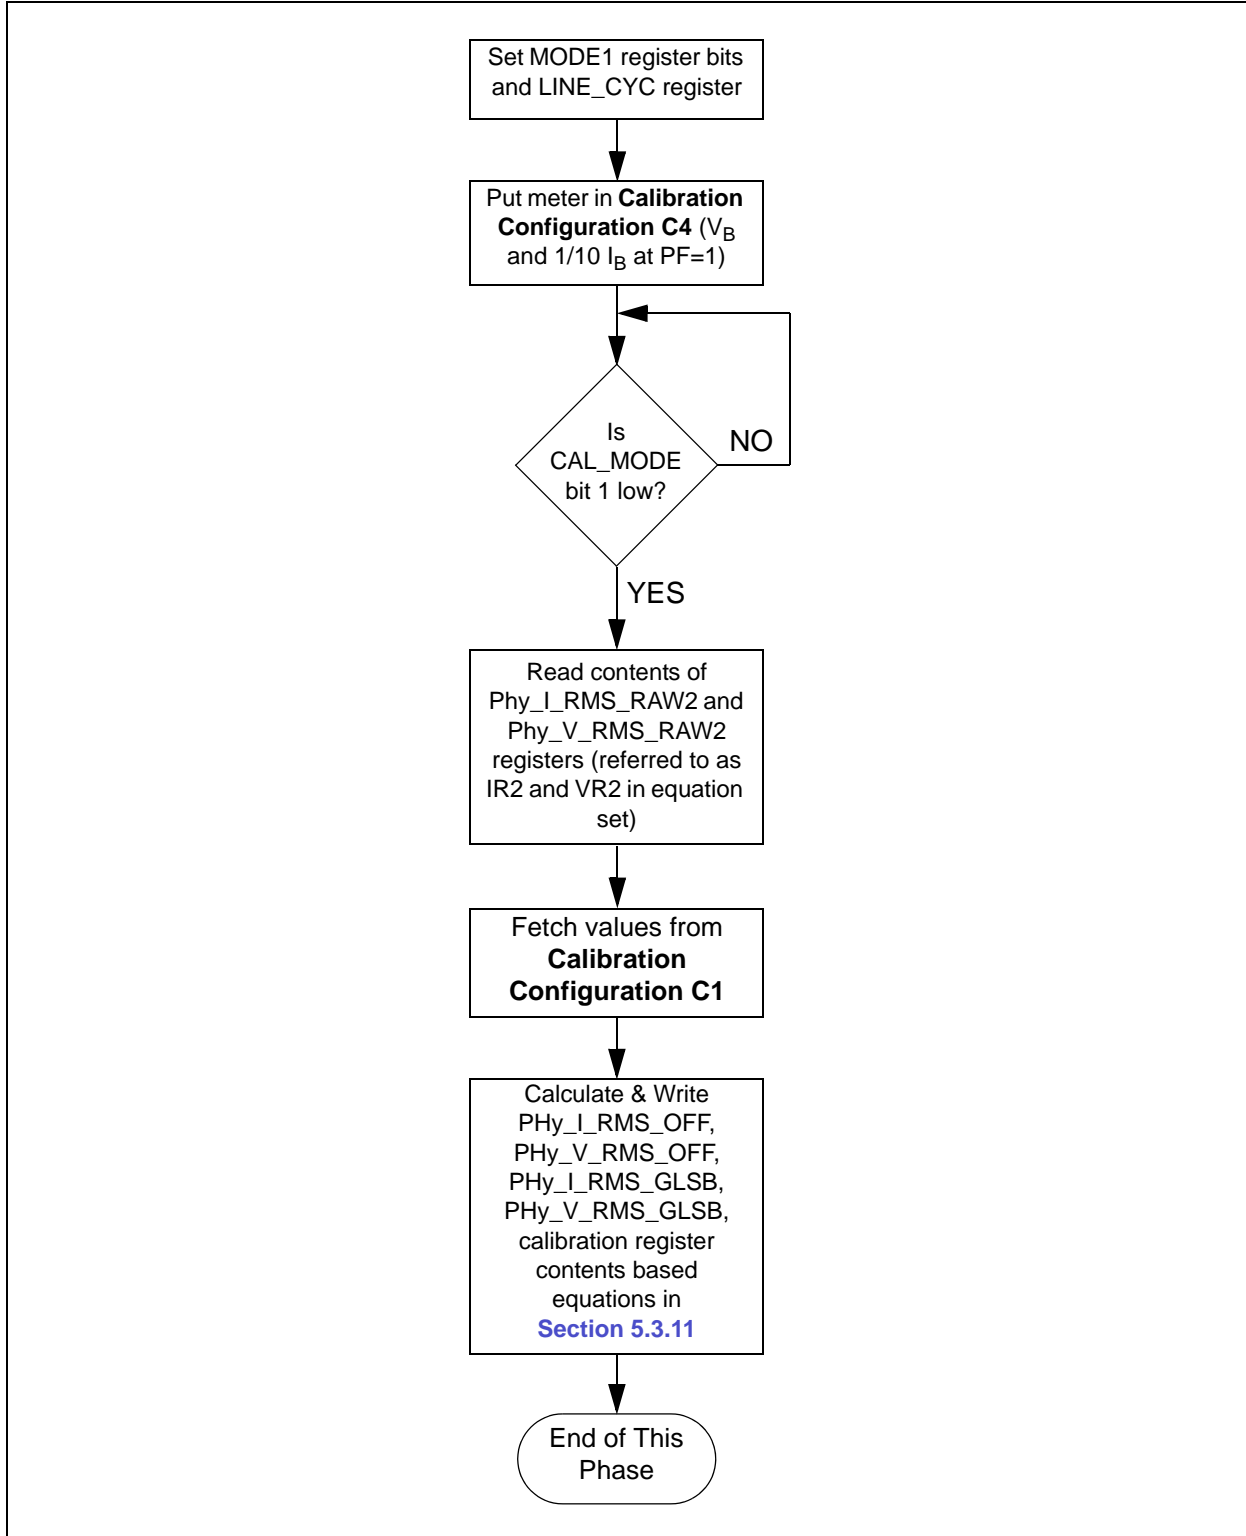 Set MODE1 register bits
and LINE_CYC register
Put meter in Calibration
Configuration C4 (VB
and 1/10 IB at PF=1)
Is
CAL_MODE
bit 1 low?
NO
YES
Read contents of
Phy_I_RMS_RAW2 and
Phy_V_RMS_RAW2
registers (referred to as
IR2 and VR2 in equation
set)
Fetch values from
Calibration
Configuration C1
Calculate & Write
PHy_I_RMS_OFF,
PHy_V_RMS_OFF,
PHy_I_RMS_GLSB,
PHy_V_RMS_GLSB,
calibration register
contents based
equations in
Section 5.3.11
End of This
Phase